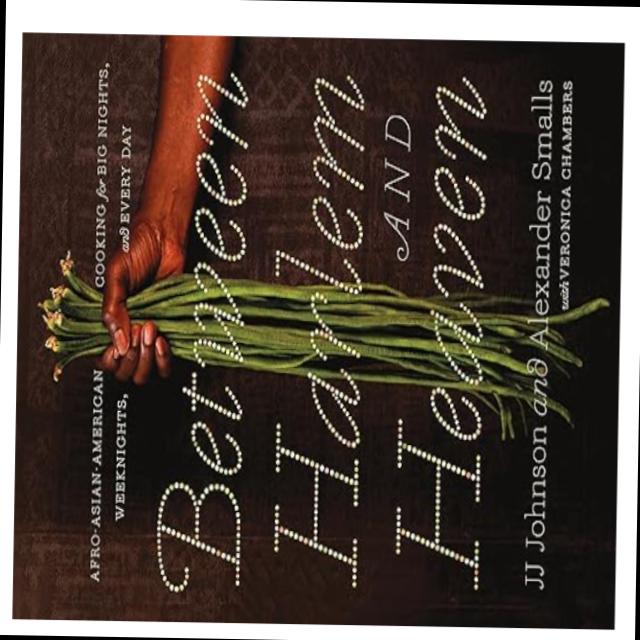 AFRO-ASIAN-AMERICAN COOKING for BIG NIGHTS,
WEEKNIGHTS, and EVERY DAY
Between
Harlem
AND
Heaven
JJ Johnson and Alexander Smalls
with VERONICA CHAMBERS